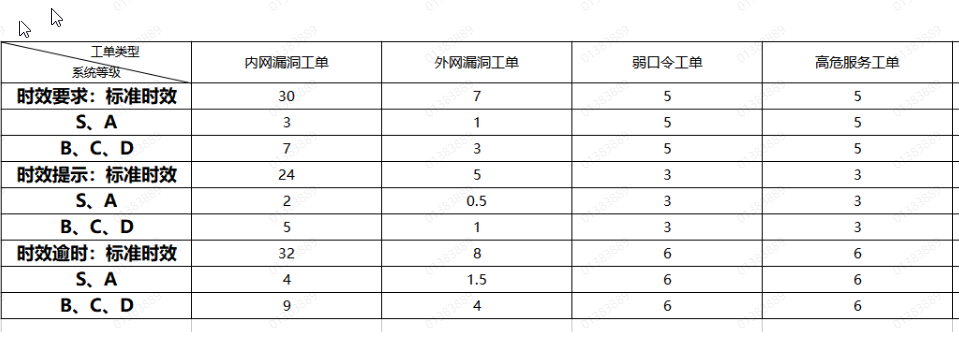 工单类型
系统等级
内网漏洞工单 外网漏洞工单 弱口令工单 高危服务工单
时效要求：标准时效 30 7 5 5
S、A 3 1 5 5
B、C、D 7 3 5 5
时效提示：标准时效 24 5 3 3
S、A 2 0.5 3 3
B、C、D 5 1 3 3
时效逾时：标准时效 32 8 6 6
S、A 4 1.5 6 6
B、C、D 9 4 6 6
01383889